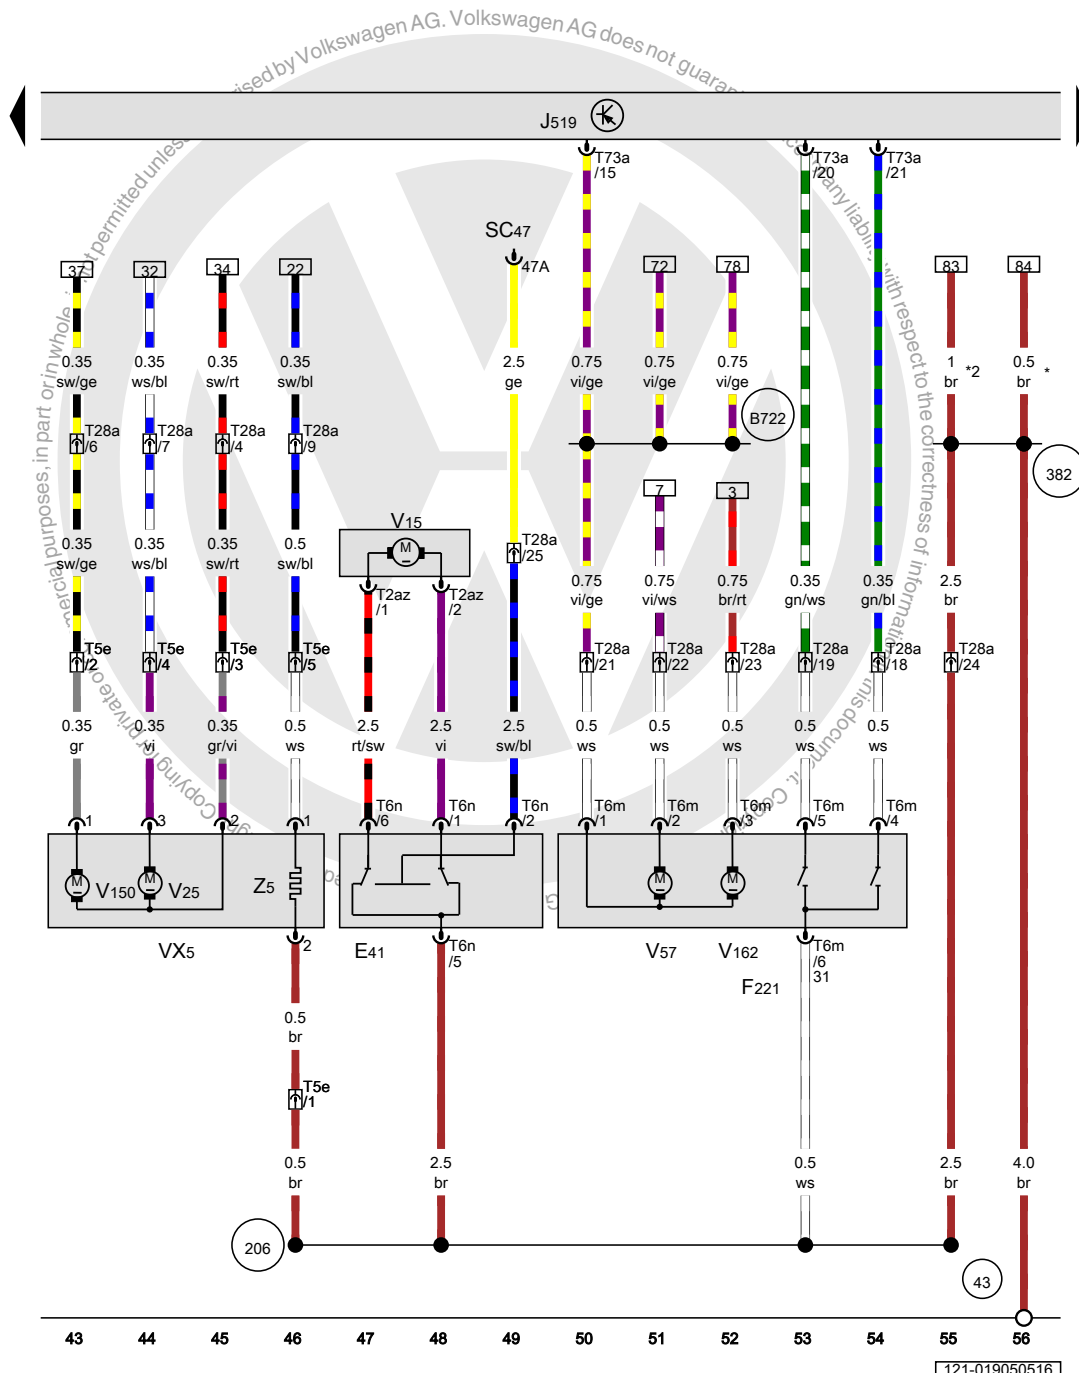 ised by Volkswagen AG. Volkswagen AG does not guaran
permitted unless
mercial purposes, in part or in whole,
with respect to the correctness of information
this document.
Copying for private or
J519
T73a
/15
T73a
/20
T73a
/21
SC47
47A
37
32
34
22
72
78
83
84
0.35
sw/ge
0.35
ws/bl
0.35
sw/rt
0.35
sw/bl
2.5
ge
0.75
vi/ge
0.75
vi/ge
0.75
vi/ge
1
br
*2
0.5
br
*
B722
T28a
/6
T28a
/7
T28a
/4
T28a
/9
382
7
3
V15
T28a
/25
0.35
sw/ge
0.35
ws/bl
0.35
sw/rt
0.5
sw/bl
T2az
/1
T2az
/2
0.75
vi/ge
0.75
vi/ws
0.75
br/rt
0.35
gn/ws
0.35
gn/bl
2.5
br
T5e
/2
T5e
/4
T5e
/3
T5e
/5
T28a
/21
T28a
/22
T28a
/23
T28a
/19
T28a
/18
T28a
/24
0.35
gr
0.35
vi
0.35
gr/vi
0.5
ws
2.5
rt/sw
2.5
vi
2.5
sw/bl
0.5
ws
0.5
ws
0.5
ws
0.5
ws
0.5
ws
1
3
2
1
T6n
/6
T6n
/1
T6n
/2
T6m
/1
T6m
/2
T6m
/3
T6m
/5
T6m
/4
M
V150
M
V25
Z5
M
M
M
VX5
2
E41
T6n
/5
V57
V162
F221
T6m
/6
31
0.5
br
T5e
/1
0.5
br
2.5
br
0.5
ws
2.5
br
4.0
br
206
43
43 44 45 46 47 48 49 50 51 52 53 54 55 56
121-019050516